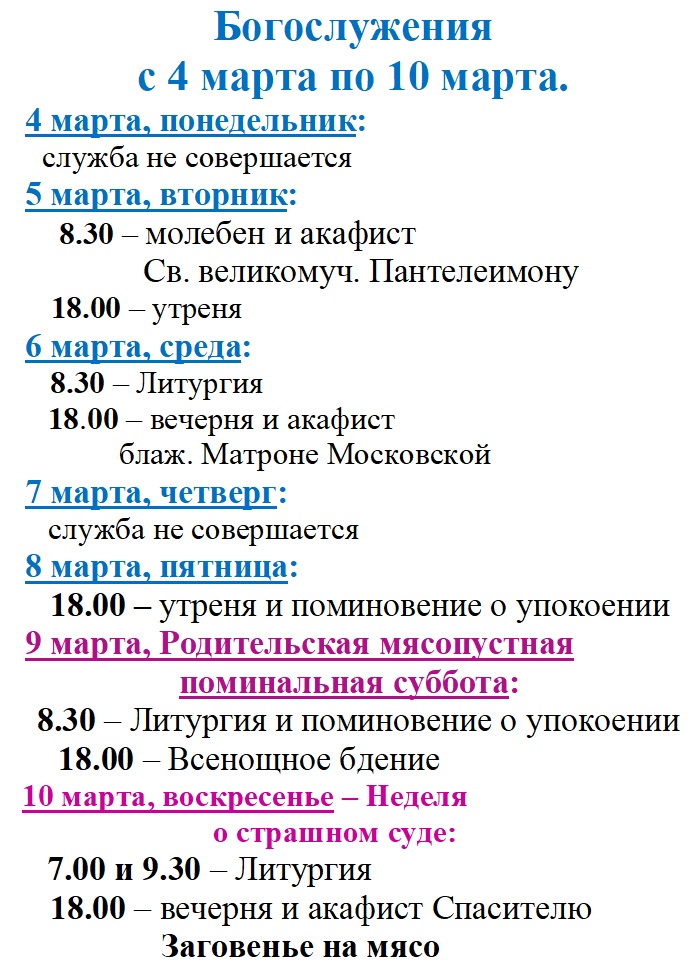 Богослужения
с 4 марта по 10 марта.
4 марта, понедельник:
служба не совершается
5 марта, вторник:
8.30 – молебен и акафист
Св. великомуч. Пантелеимону
18.00 – утреня
6 марта, среда:
8.30 – Литургия
18.00 – вечерня и акафист
блаж. Матроне Московской
7 марта, четверг:
служба не совершается
8 марта, пятница:
18.00 – утреня и поминовение о упокоении
9 марта, Родительская мясопустная
поминальная суббота:
8.30 – Литургия и поминовение о упокоении
18.00 – Всенощное бдение
10 марта, воскресенье – Неделя
о страшном суде:
7.00 и 9.30 – Литургия
18.00 – вечерня и акафист Спасителю
Заговенье на мясо